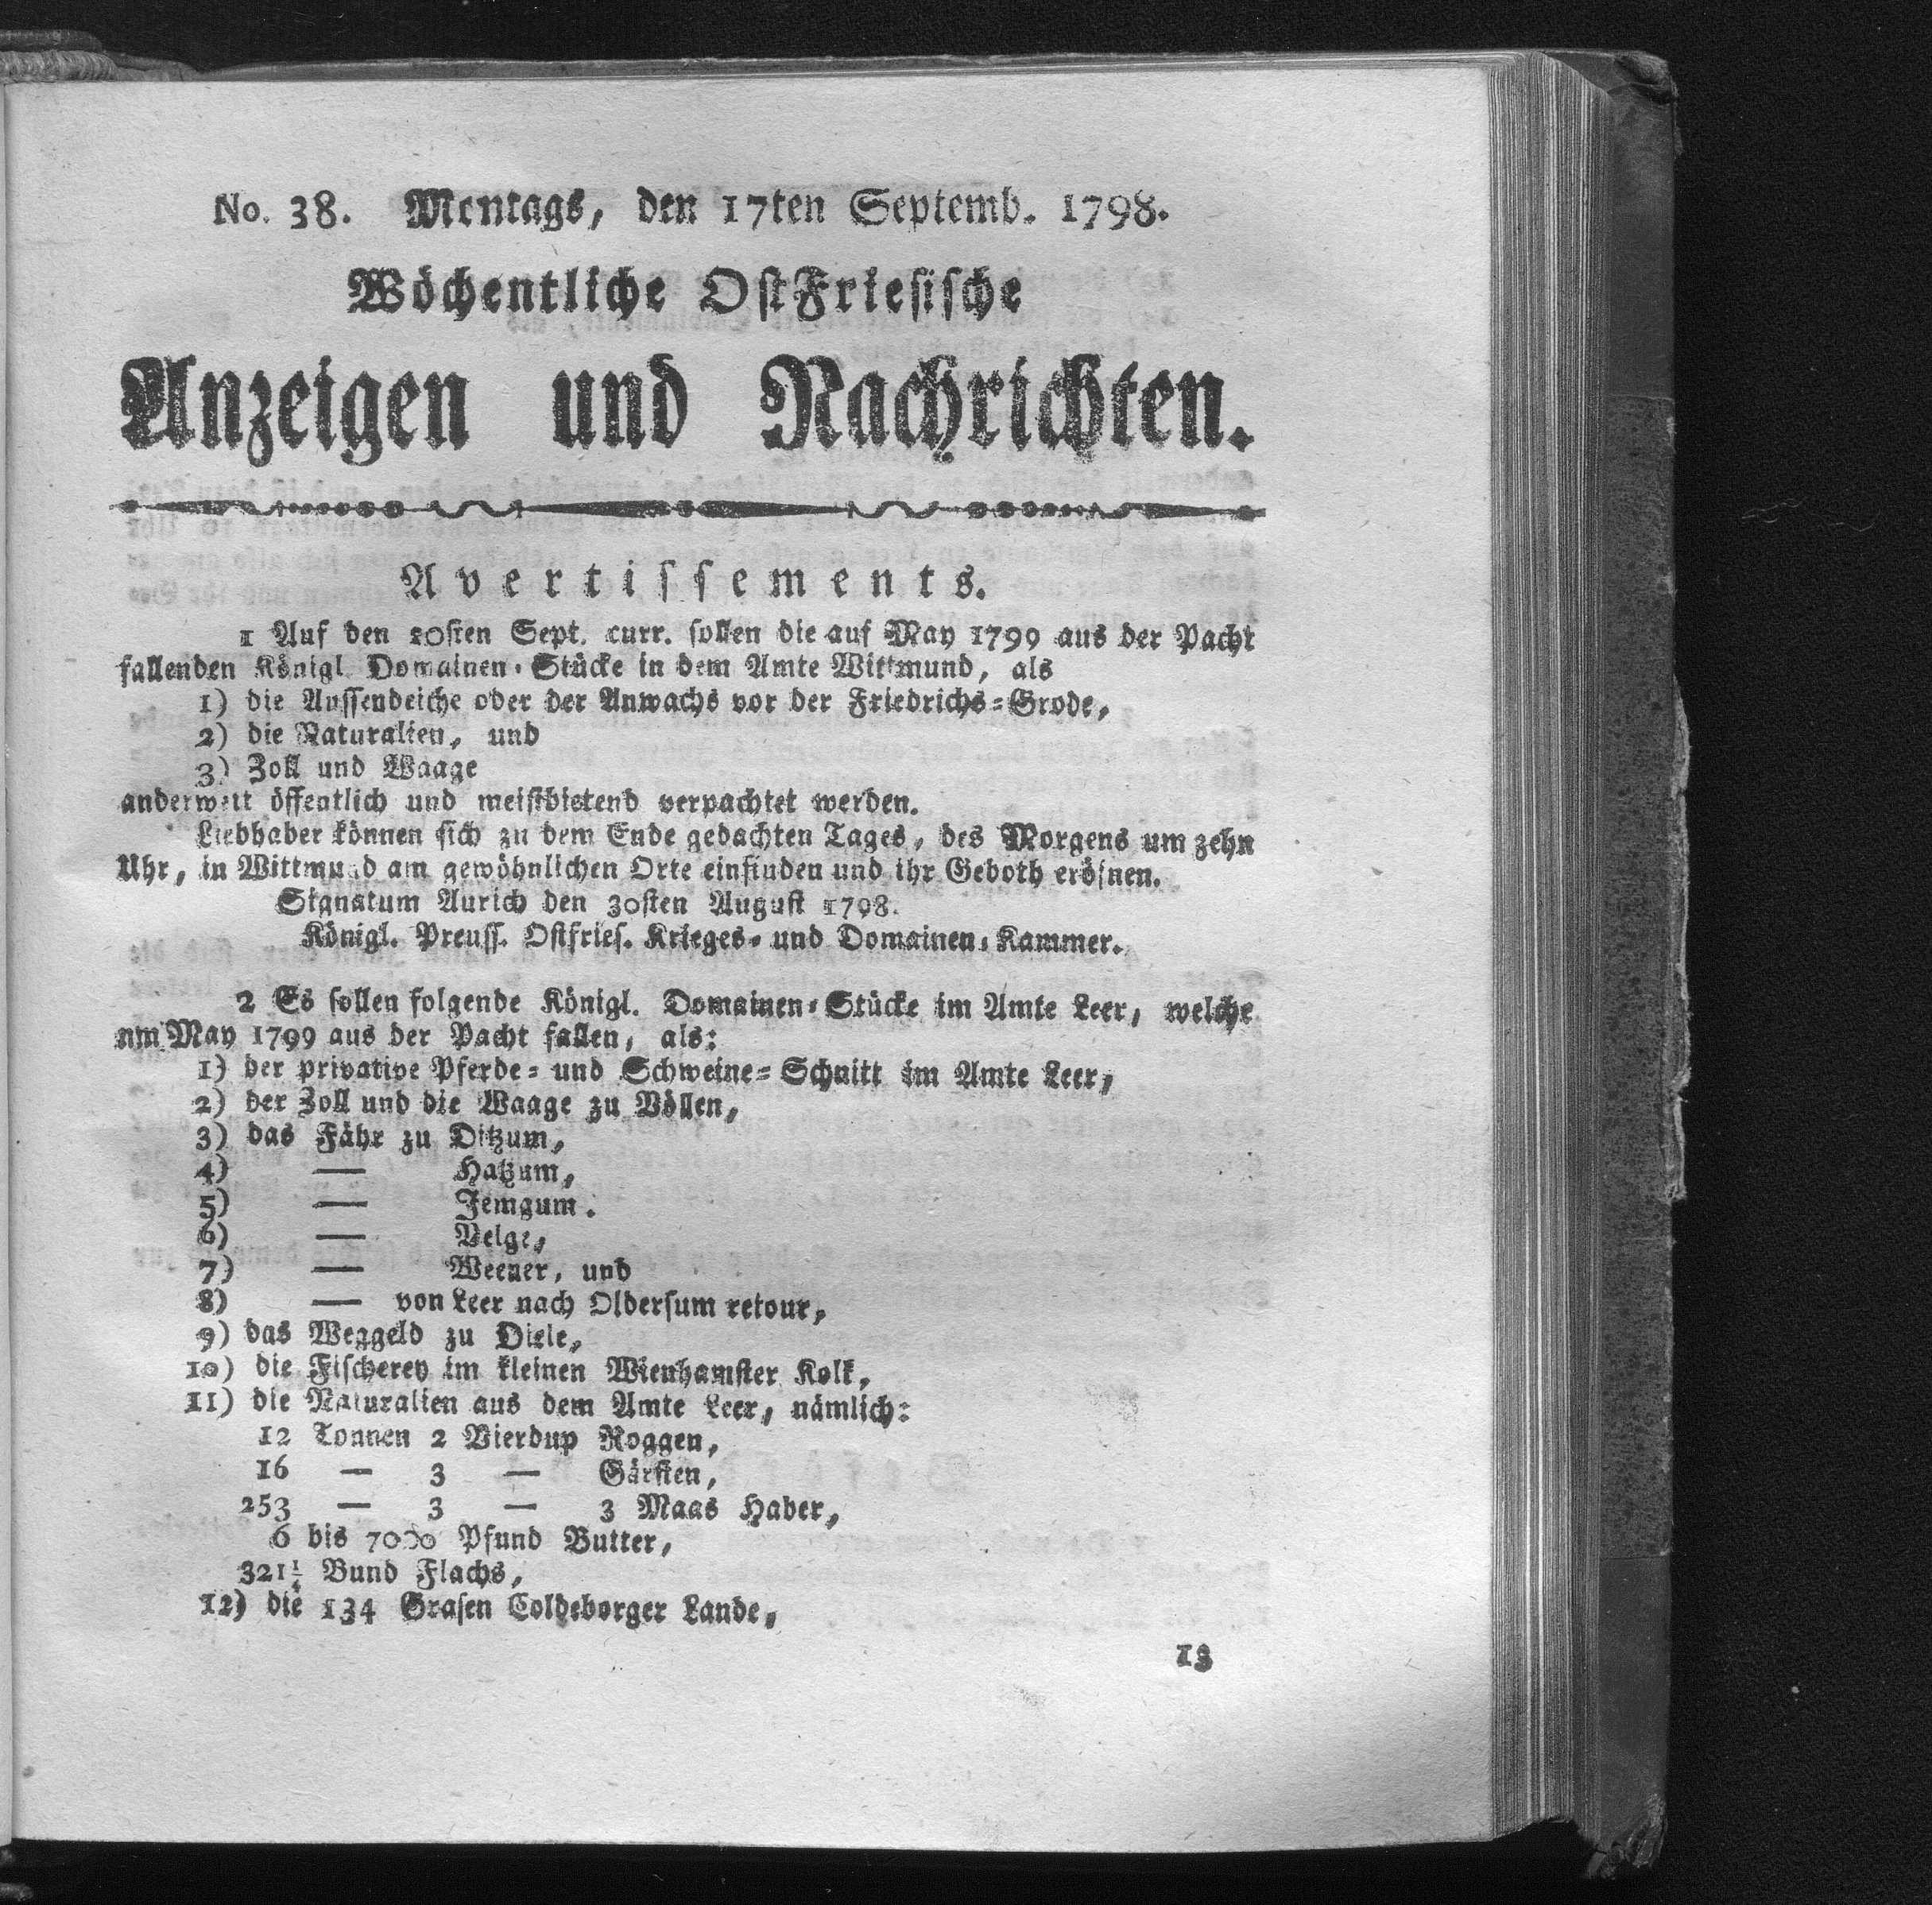 No. 38. Montags, den 17ten Septemb. 1798.
Wöchentliche OstFriesische
Anzeigen und Nachrichten.
Avertissements.
1 Auf den 20sten Sept. curr. sollen die auf May 1799 aus der Pacht
fallenden Königl. Domainen-Stücke in dem Amte Wittmund, als
1) die Aussendeiche oder der Anwachs vor der Friedrichs-Grode,
2) die Naturalien, und
3) Zoll und Waage
anderweit öffentlich und meistbietend verpachtet werden.
Liebhaber können sich zu dem Ende gedachten Tages, des Morgens um zehn
Uhr, in Wittmund am gewöhnlichen Orte einfinden und ihr Geboth eröfnen.
Signatum Aurich den 30sten August 1798.
Königl. Preuss. Ostfries. Krieges- und Domainen-Kammer.
2 Es sollen folgende Königl. Domainen-Stücke im Amte Leer, welche
um May 1799 aus der Pacht fallen, als:
1) der privative Pferde- und Schweine-Schnitt im Amte Leer,
2) der Zoll und die Waage zu Völlen,
3) das Fähr zu Ditzum,
4) — Hatzum,
5) — Jemgum.
6) — Velge,
7) — Weener, und
8) — von Leer nach Oldersum retour,
9) das Weggeld zu Diele,
10) die Fischerey im kleinen Wienhamster Kolk,
11) die Naturalien aus dem Amte Leer, nämlich:
12 Tonnen 2 Vierdup Roggen,
16 — 3 — Gärsten,
253 — 3 — 3 Maas Haber,
6 bis 7000 Pfund Butter,
321¼ Bund Flachs,
12) die 134 Grasen Coldeborger Lande,
13